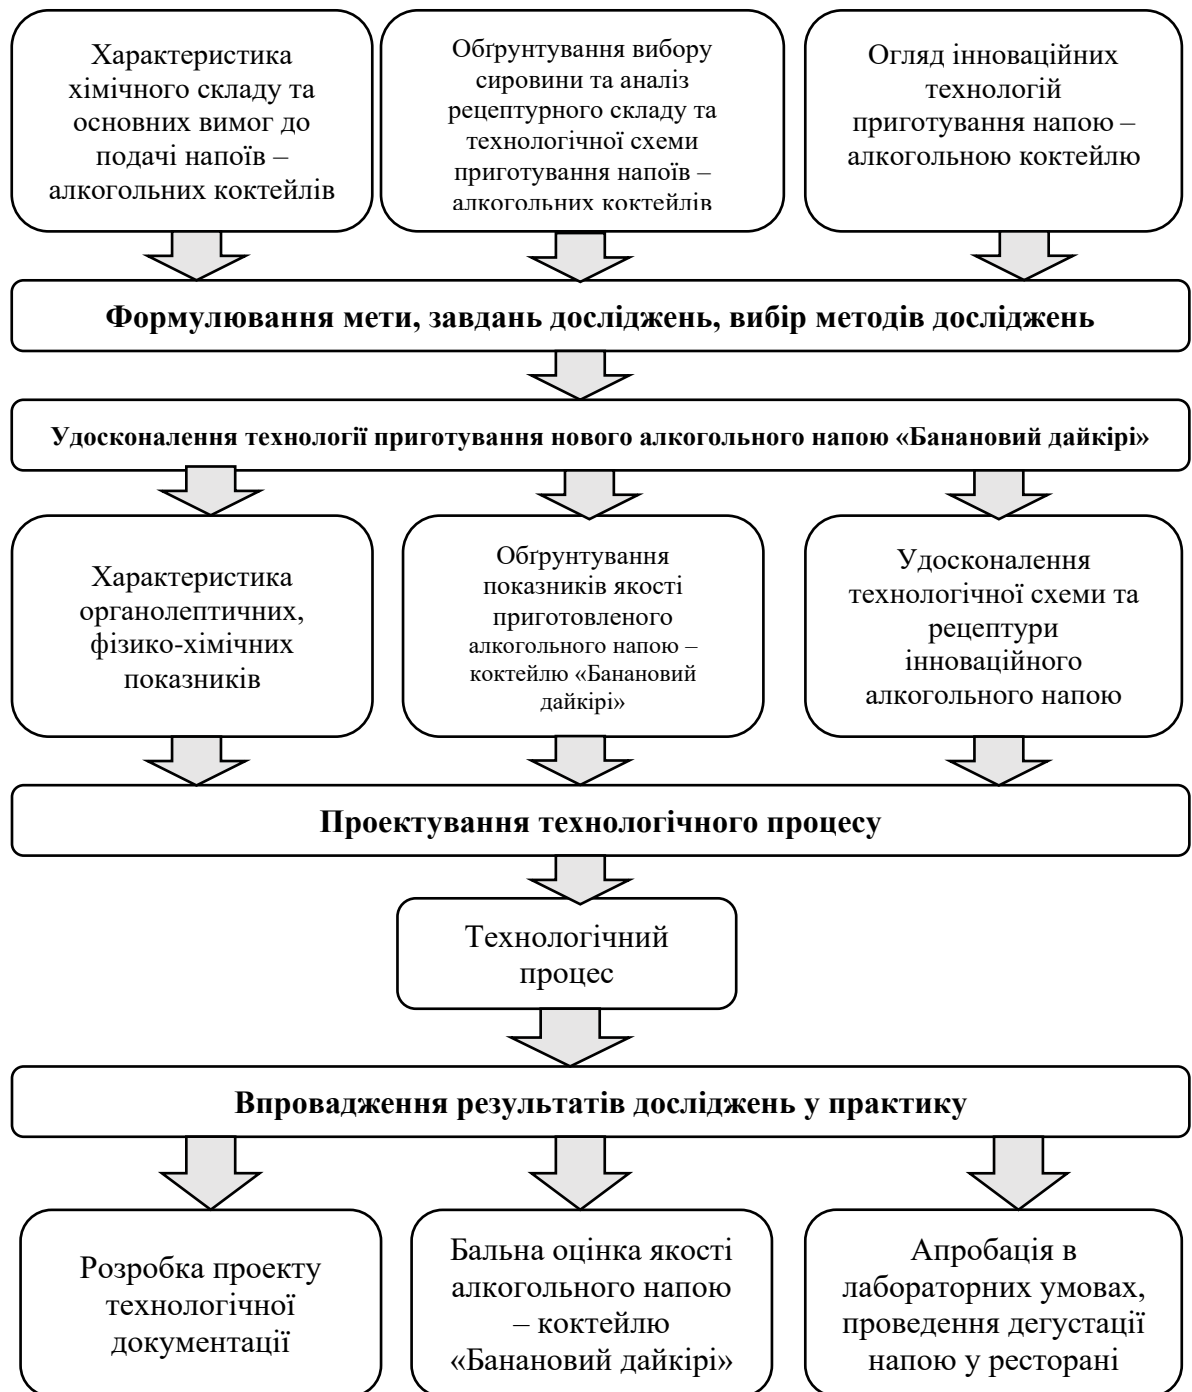 Характеристика
хімічного складу та
основних вимог до
подачі напоїв –
алкогольних коктейлів
Обґрунтування вибору
сировини та аналіз
рецептурного складу та
технологічної схеми
приготування напоїв –
алкогольних коктейлів
Огляд інноваційних
технологій
приготування напою –
алкогольною коктейлю
Формулювання мети, завдань досліджень, вибір методів досліджень
Удосконалення технології приготування нового алкогольного напою «Банановий дайкірі»
Характеристика
органолептичних,
фізико-хімічних
показників
Обґрунтування
показників якості
приготовленого
алкогольного напою –
коктейлю «Банановий
дайкірі»
Удосконалення
технологічної схеми та
рецептури
інноваційного
алкогольного напою
Проектування технологічного процесу
Технологічний
процес
Впровадження результатів досліджень у практику
Розробка проекту
технологічної
документації
Бальна оцінка якості
алкогольного напою
– коктейлю
«Банановий дайкірі»
Апробація в
лабораторних умовах,
проведення дегустації
напою у ресторані